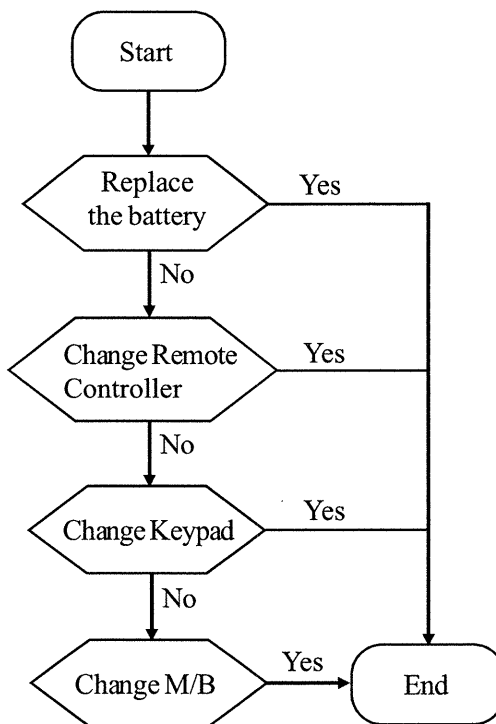 Start
Replace
the battery
Yes
No
Change Remote
Controller
Yes
No
Change Keypad
Yes
No
Change M/B
Yes
End